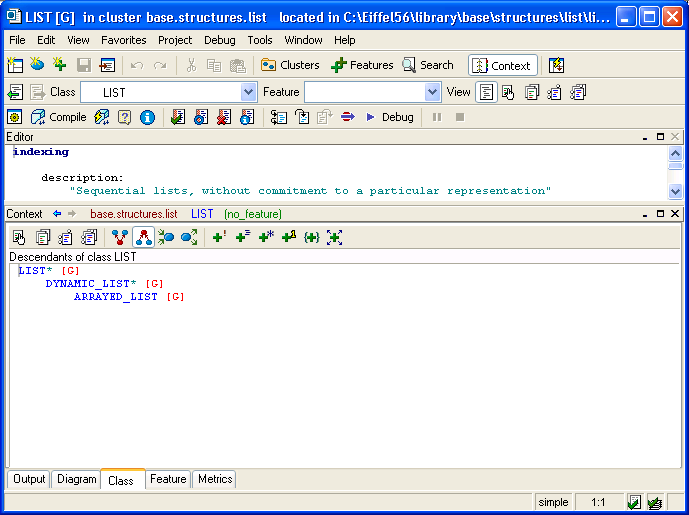 LIST [G] in cluster base.structures.list located in C:\Eiffel56\library\base\structures\list\li...
File Edit View Favorites Project Debug Tools Window Help
Clusters Features Search Context
Class LIST Feature View
Compile Debug
Editor
indexing
description:
"Sequential lists, without commitment to a particular representation"
Context base.structures.list LIST (no_feature)
Descendants of class LIST
LIST* [G]
DYNAMIC_LIST* [G]
ARRAYED_LIST [G]
Output Diagram Class Feature Metrics
simple 1:1